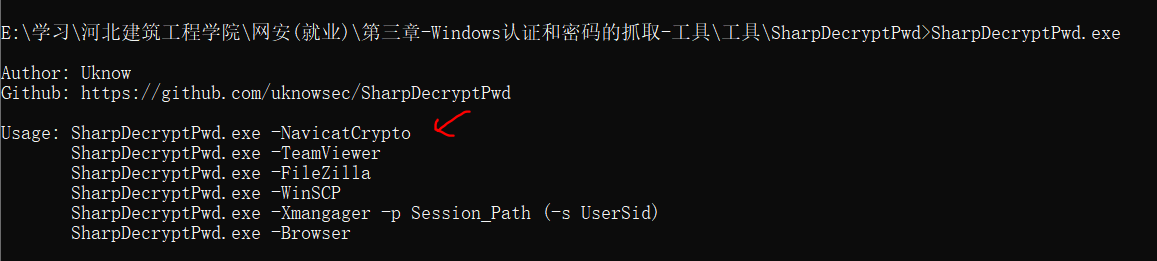 E:\学习\河北建筑工程学院\网安(就业)\第三章-Windows认证和密码的抓取-工具\工具\SharpDecryptPwd>SharpDecryptPwd.exe
Author: Uknow
Github: https://github.com/uknowsec/SharpDecryptPwd
Usage: SharpDecryptPwd.exe -NavicatCrypto
SharpDecryptPwd.exe -TeamViewer
SharpDecryptPwd.exe -FileZilla
SharpDecryptPwd.exe -WinSCP
SharpDecryptPwd.exe -Xmangager -p Session_Path (-s UserSid)
SharpDecryptPwd.exe -Browser